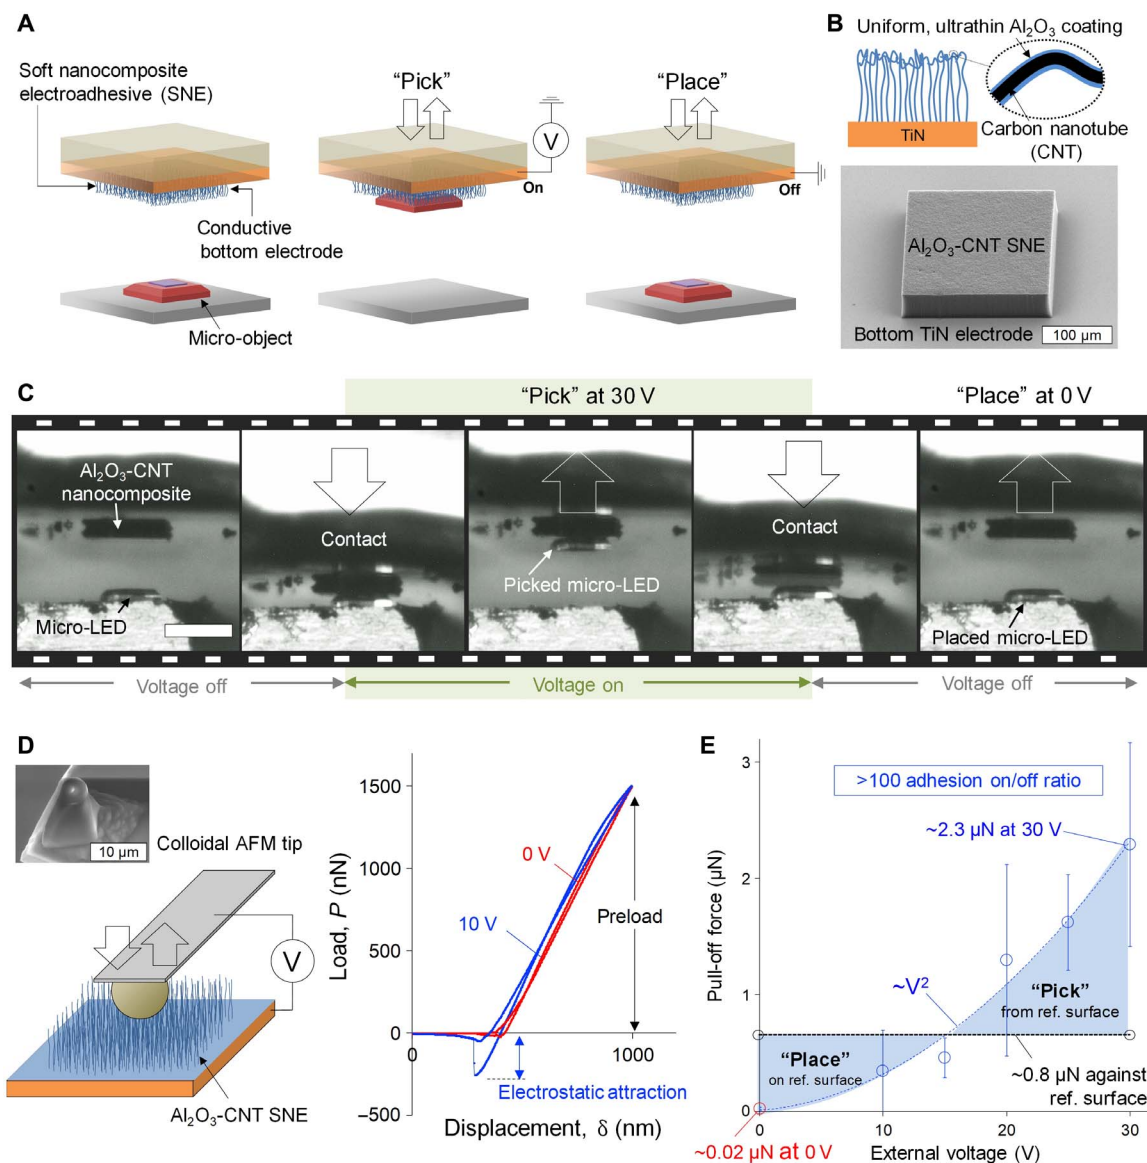 A
Soft nanocomposite
electroadhesive (SNE)
Conductive
bottom electrode
Micro-object
“Pick”
V
On
“Place”
Off
B
Uniform, ultrathin Al₂O₃ coating
TiN
Carbon nanotube
(CNT)
Al₂O₃-CNT SNE
Bottom TiN electrode
100 µm
C
“Pick” at 30 V
“Place” at 0 V
Al₂O₃-CNT
nanocomposite
Micro-LED
Contact
Picked micro-LED
Contact
Placed micro-LED
Voltage off
Voltage on
Voltage off
D
10 µm
Colloidal AFM tip
V
Al₂O₃-CNT SNE
Load, P (nN)
1500
1000
500
0
−500
0 V
10 V
Preload
0
1000
Electrostatic attraction
Displacement, δ (nm)
E
Pull-off force (µN)
3
2
1
0
>100 adhesion on/off ratio
~2.3 µN at 30 V
~V²
“Pick”
from ref. surface
“Place”
on ref. surface
~0.8 µN against
ref. surface
0
10
20
30
~0.02 µN at 0 V
External voltage (V)